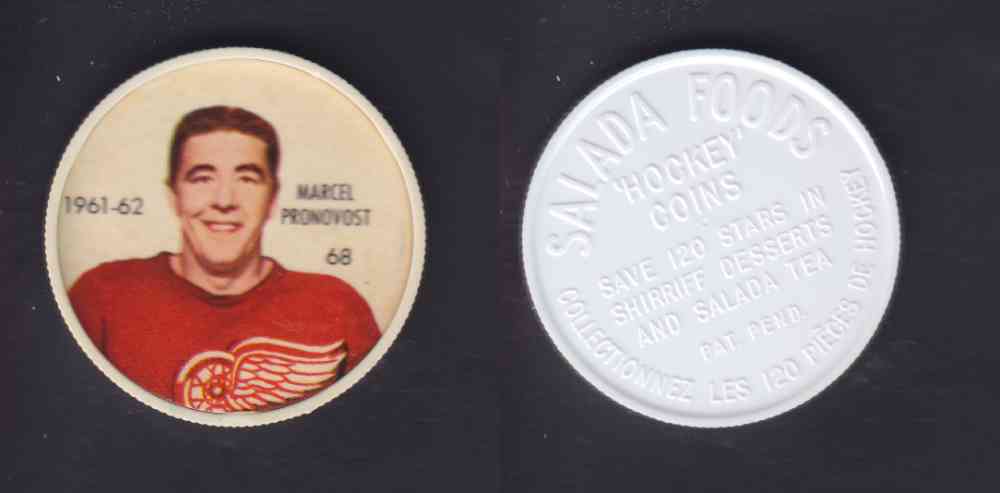 1961-62
MARCEL
PRONOVOST
68
SALADA FOODS
'HOCKEY'
COINS
SAVE 120 STARS IN
SHIRRIFF DESSERTS
AND SALADA TEA
PAT. PEND.
COLLECTIONNEZ LES 120 PIÈCES DE HOCKEY